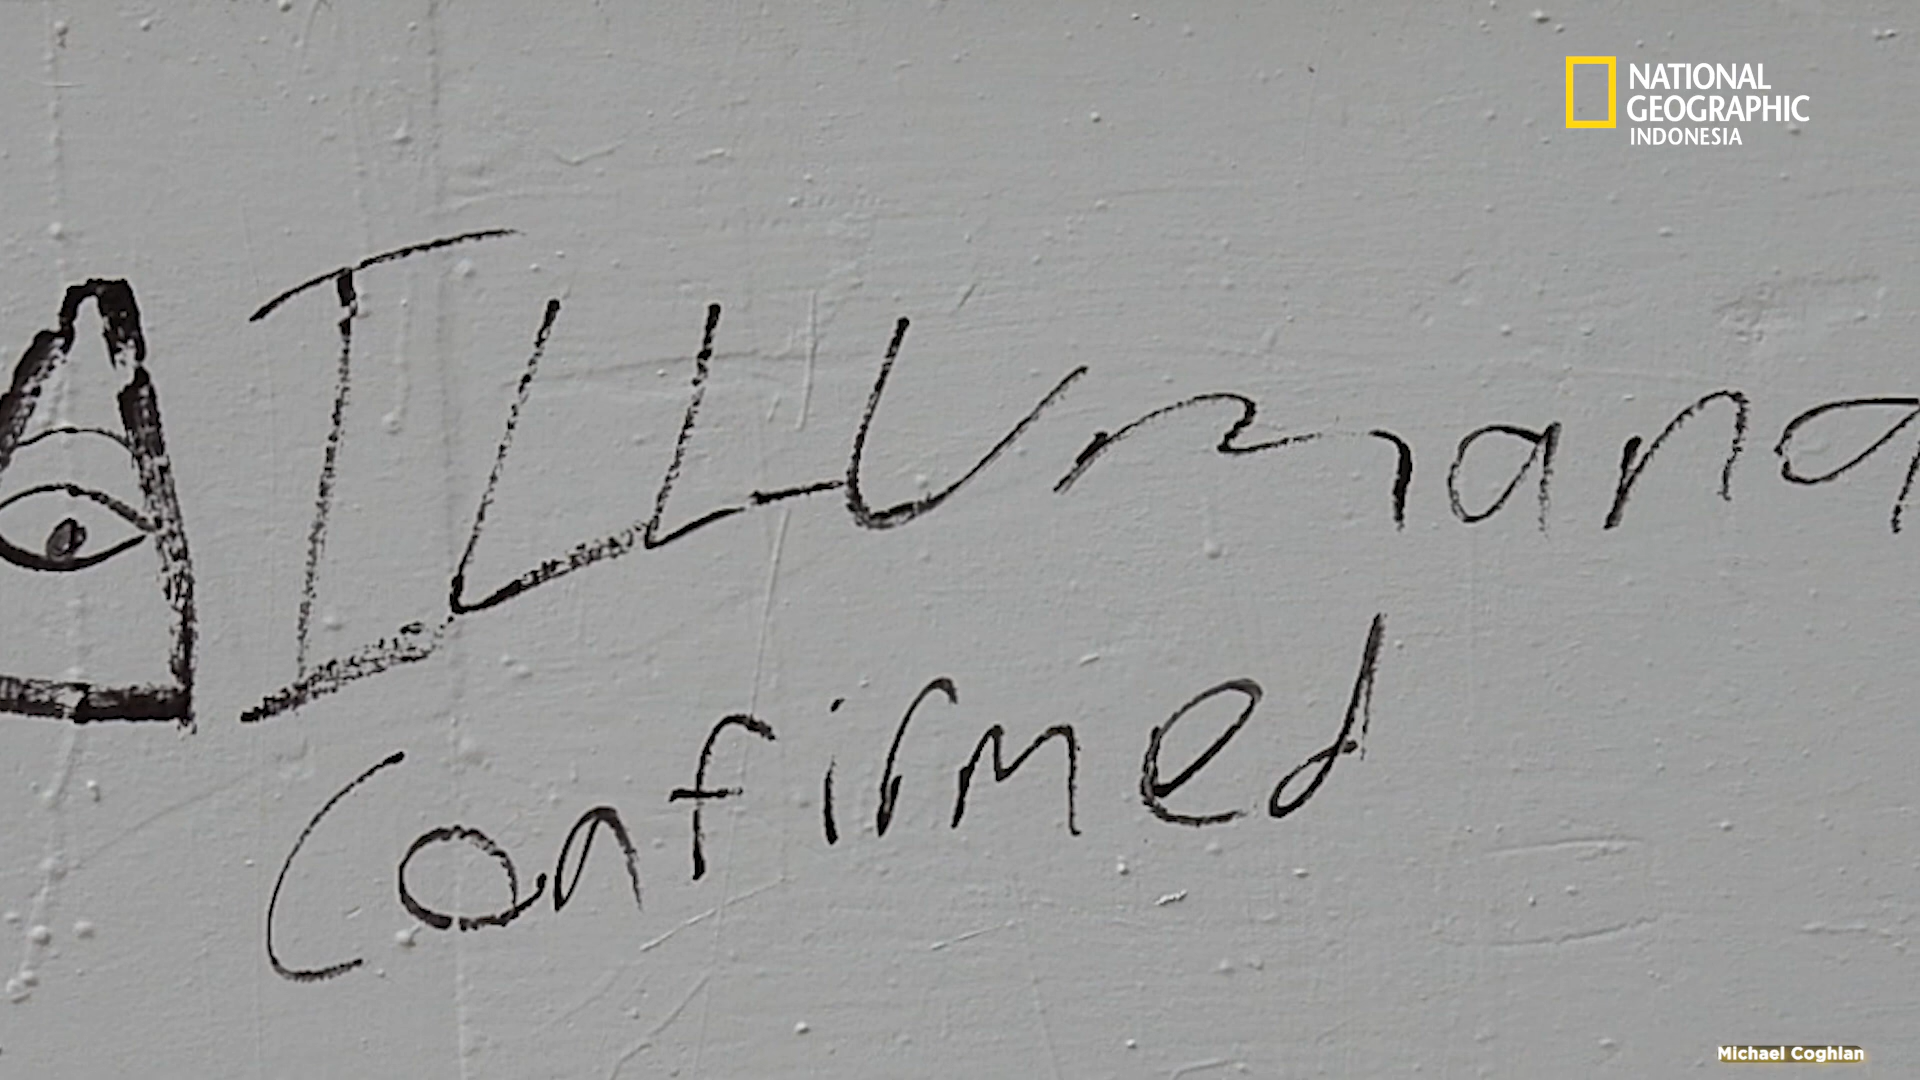 NATIONAL
GEOGRAPHIC
INDONESIA
ILLUmana
Confirmed
Michael Coghlan